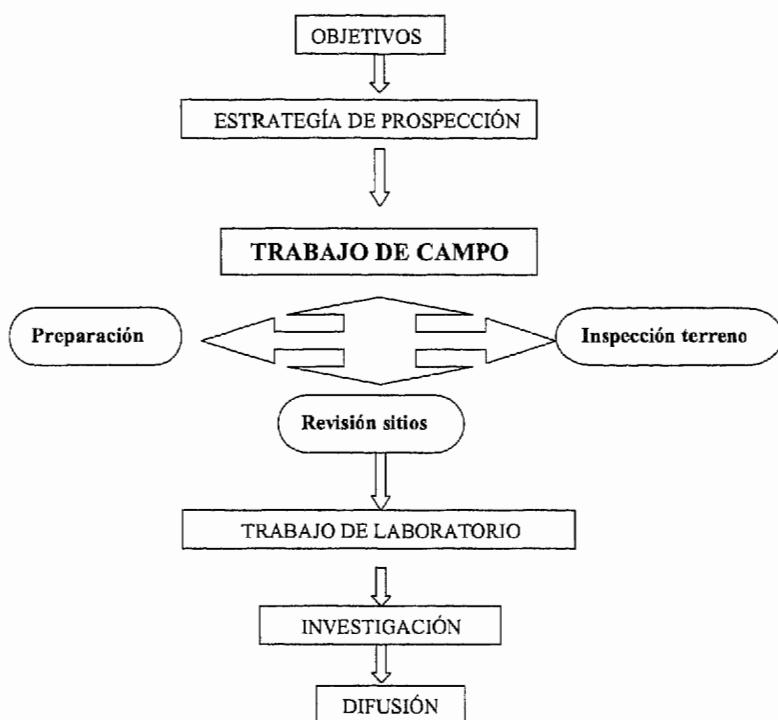 OBJETIVOS
ESTRATEGÍA DE PROSPECCIÓN
TRABAJO DE CAMPO
Preparación
Inspección terreno
Revisión sitios
TRABAJO DE LABORATORIO
INVESTIGACIÓN
DIFUSIÓN